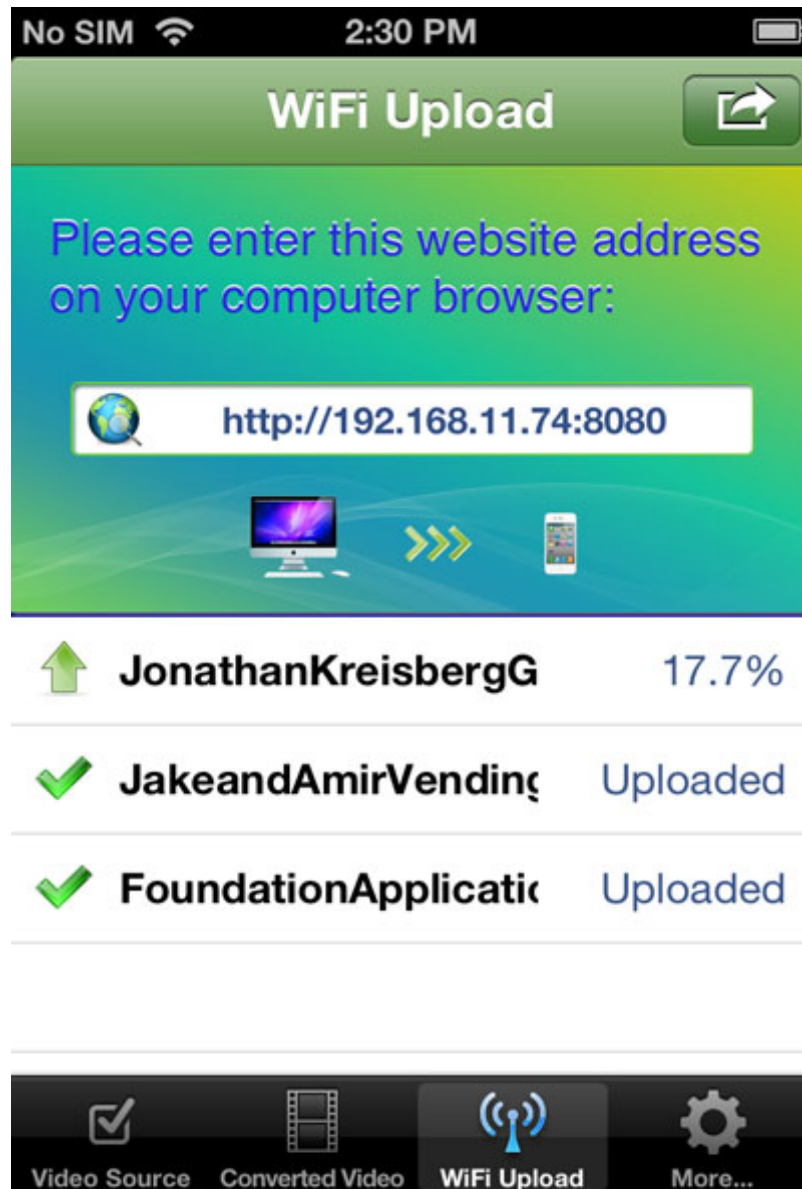 No SIM 2:30 PM
WiFi Upload
Please enter this website address
on your computer browser:
http://192.168.11.74:8080
JonathanKreisbergG 17.7%
JakeandAmirVending Uploaded
FoundationApplicatic Uploaded
Video Source Converted Video WiFi Upload More...